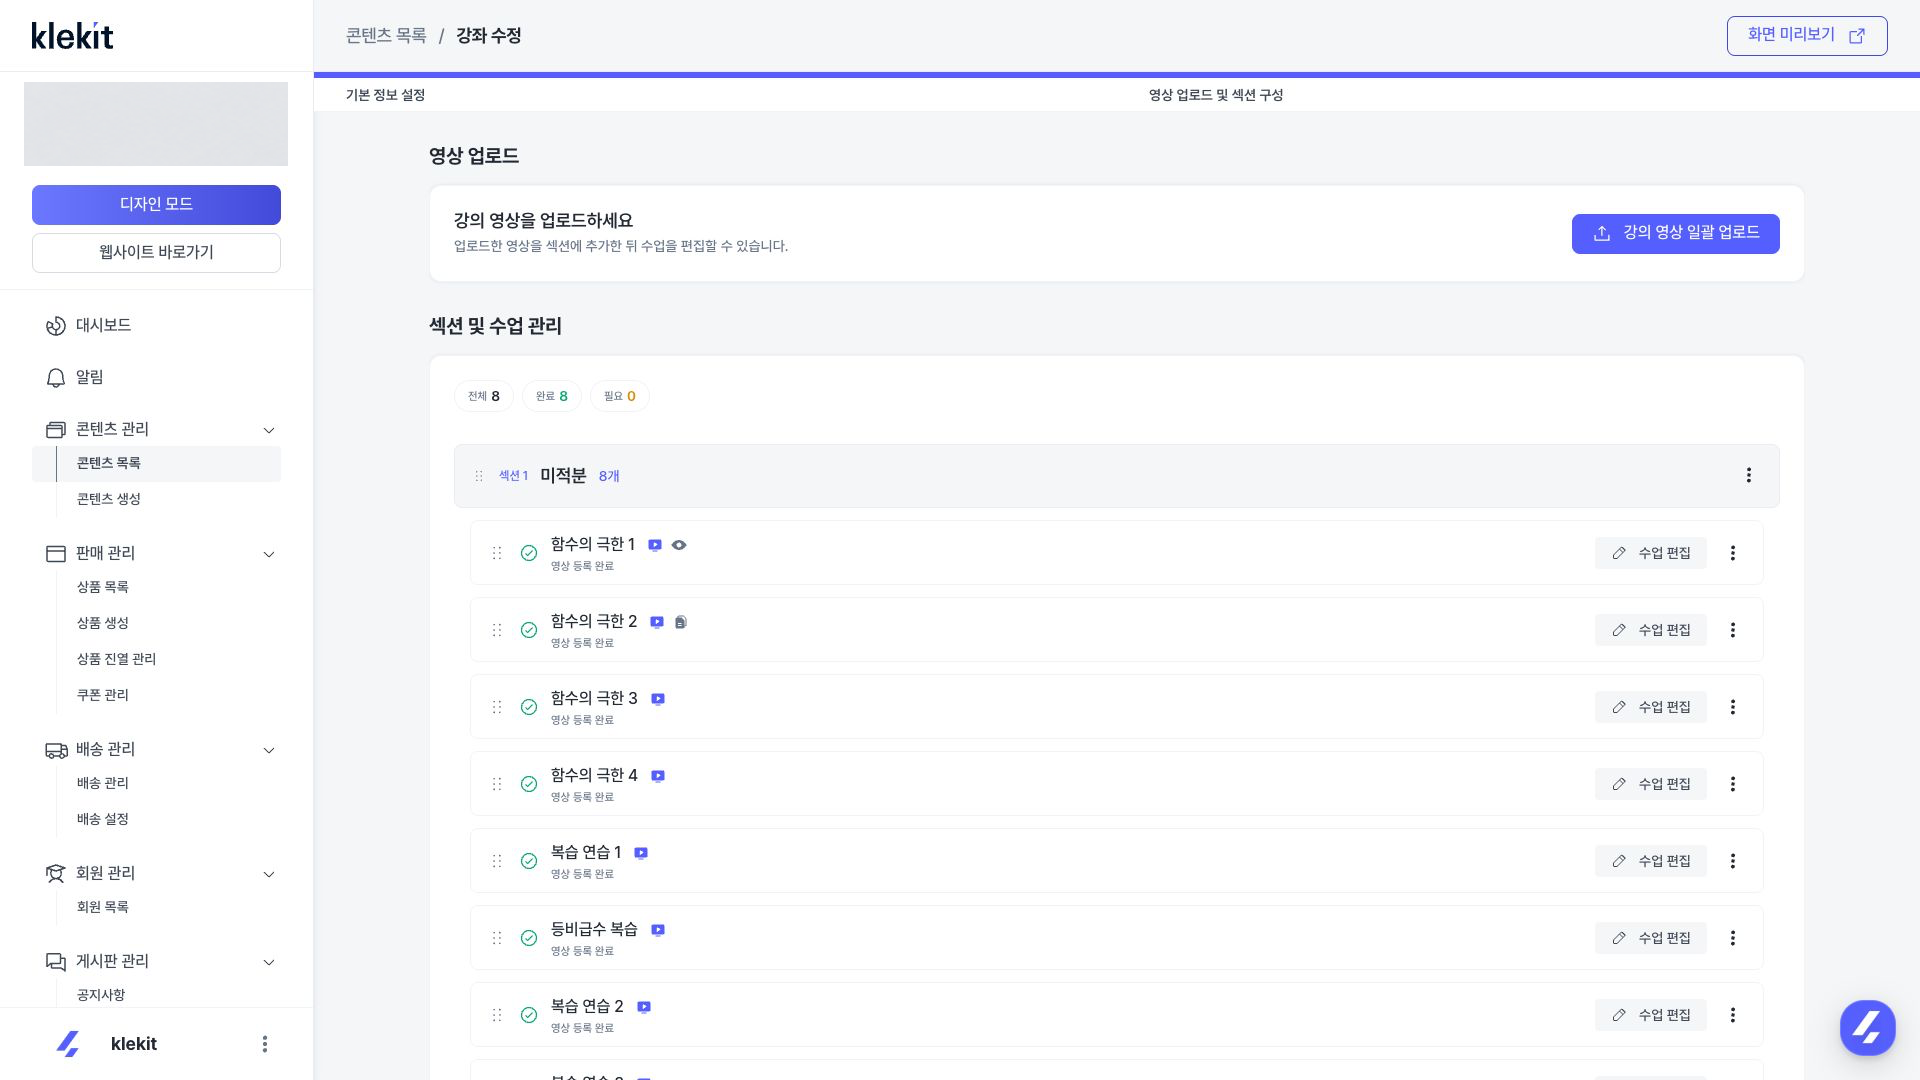 klekit
콘텐츠 목록 / 강좌 수정
화면 미리보기
기본 정보 설정
영상 업로드 및 섹션 구성
디자인 모드
웹사이트 바로가기
대시보드
알림
콘텐츠 관리
콘텐츠 목록
콘텐츠 생성
판매 관리
상품 목록
상품 생성
상품 진열 관리
쿠폰 관리
배송 관리
배송 관리
배송 설정
회원 관리
회원 목록
게시판 관리
공지사항
klekit
영상 업로드
강의 영상을 업로드하세요
업로드한 영상을 섹션에 추가한 뒤 수업을 편집할 수 있습니다.
강의 영상 일괄 업로드
섹션 및 수업 관리
전체 8 완료 8 필요 0
섹션 1 미적분 8개
함수의 극한 1
영상 등록 완료
수업 편집
함수의 극한 2
영상 등록 완료
수업 편집
함수의 극한 3
영상 등록 완료
수업 편집
함수의 극한 4
영상 등록 완료
수업 편집
복습 연습 1
영상 등록 완료
수업 편집
등비급수 복습
영상 등록 완료
수업 편집
복습 연습 2
영상 등록 완료
수업 편집